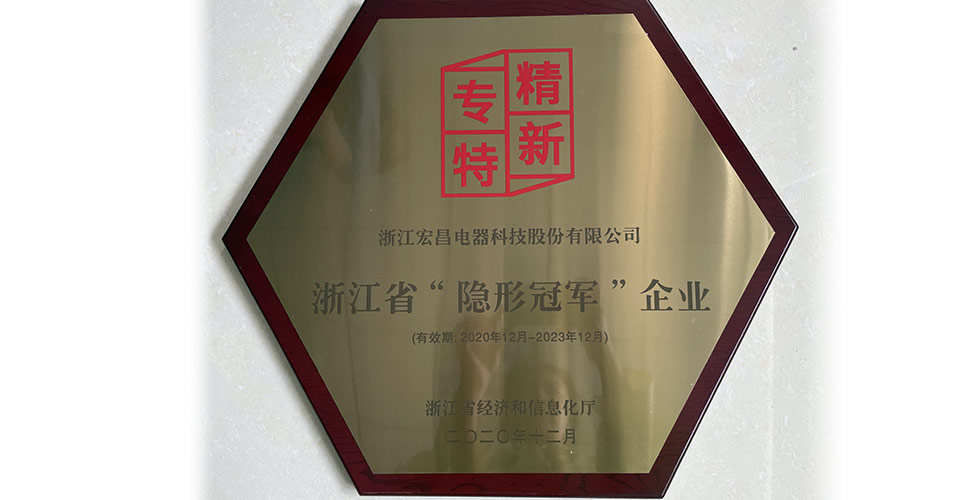 专精
特新
浙江宏昌电器科技股份有限公司
浙江省“隐形冠军”企业
(有效期: 2020年12月-2023年12月)
浙江省经济和信息化厅
二〇二〇年十二月